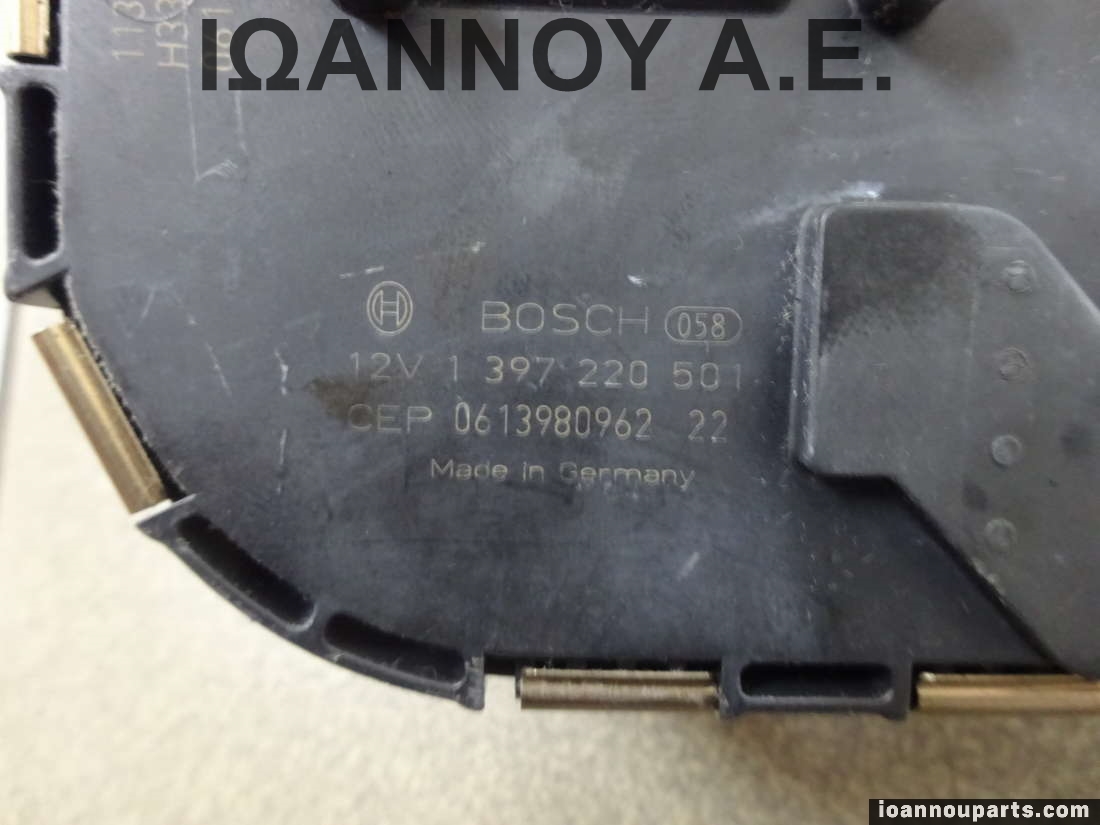 ΙΩΑΝΝΟΥ Α.Ε.
BOSCH 058
12V 1 397 220 501
CEP 0613980962 22
Made in Germany
ioannouparts.com